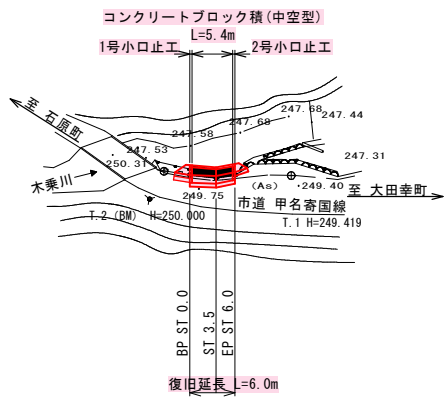 コンクリートブロック積(中空型)
L=5.4m
1号小口止工
2号小口止工
至 石原町
247.68
247.68
247.44
247.58
247.53
250.31
247.31
木乗川
(As)
249.40
至 大田幸町
249.75
市道 甲名寄国線
T.2 (BM) H=250.000
T.1 H=249.419
BP ST 0.0
ST 3.5
EP ST 6.0
復旧延長 L=6.0m